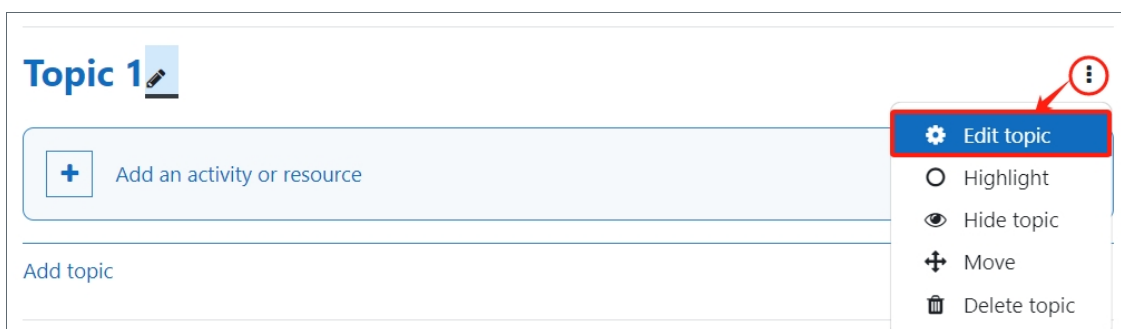 Topic 1
Edit topic
Add an activity or resource
Highlight
Hide topic
Move
Add topic
Delete topic